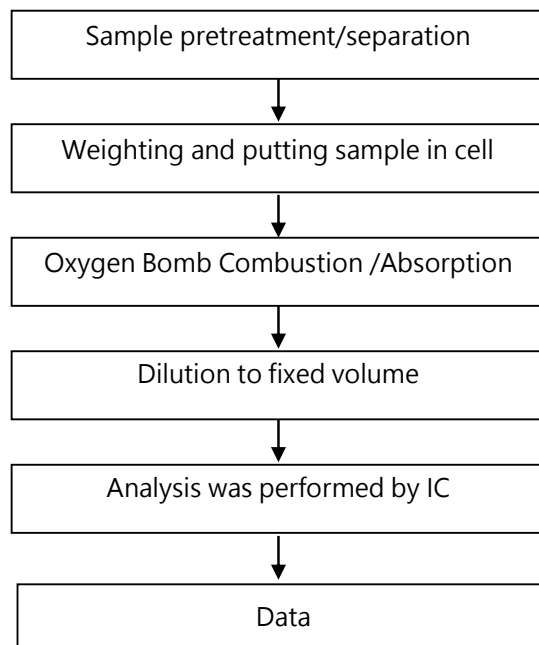 Sample pretreatment/separation
Weighting and putting sample in cell
Oxygen Bomb Combustion /Absorption
Dilution to fixed volume
Analysis was performed by IC
Data